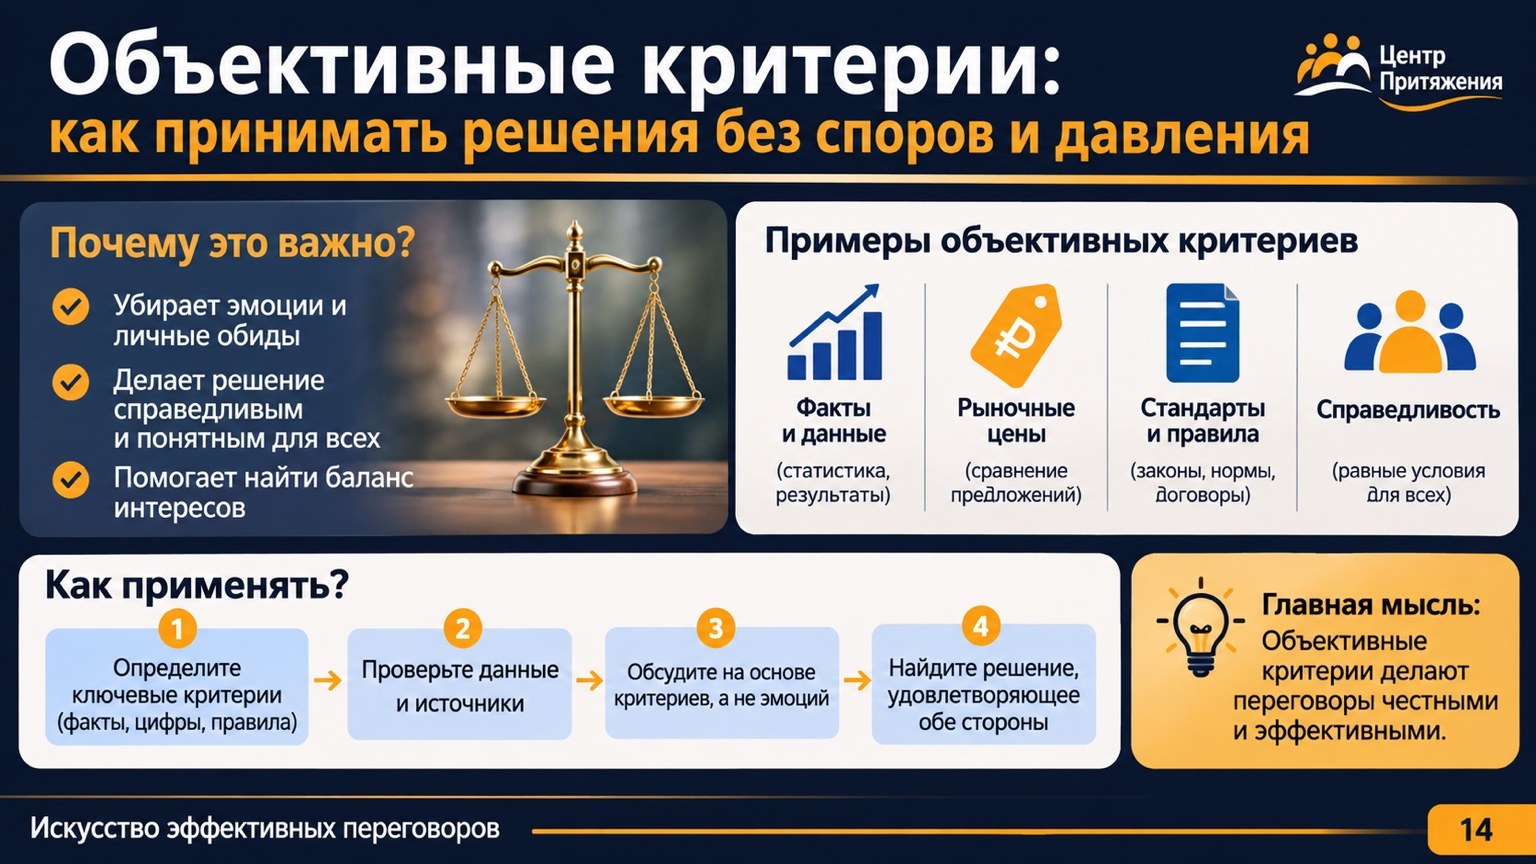 Объективные критерии:
как принимать решения без споров и давления
Центр
Притяжения
Почему это важно?
Убирает эмоции и
личные обиды
Делает решение
справедливым
и понятным для всех
Помогает найти баланс
интересов
Примеры объективных критериев
Факты
и данные
(статистика,
результаты)
Рыночные
цены
(сравнение
предложений)
Стандарты
и правила
(законы, нормы,
договоры)
Справедливость
(равные условия
для всех)
Как применять?
1
Определите
ключевые критерии
(факты, цифры, правила)
2
Проверьте данные
и источники
3
Обсудите на основе
критериев, а не эмоций
4
Найдите решение,
удовлетворяющее
обе стороны
Главная мысль:
Объективные
критерии делают
переговоры честными
и эффективными.
Искусство эффективных переговоров
14